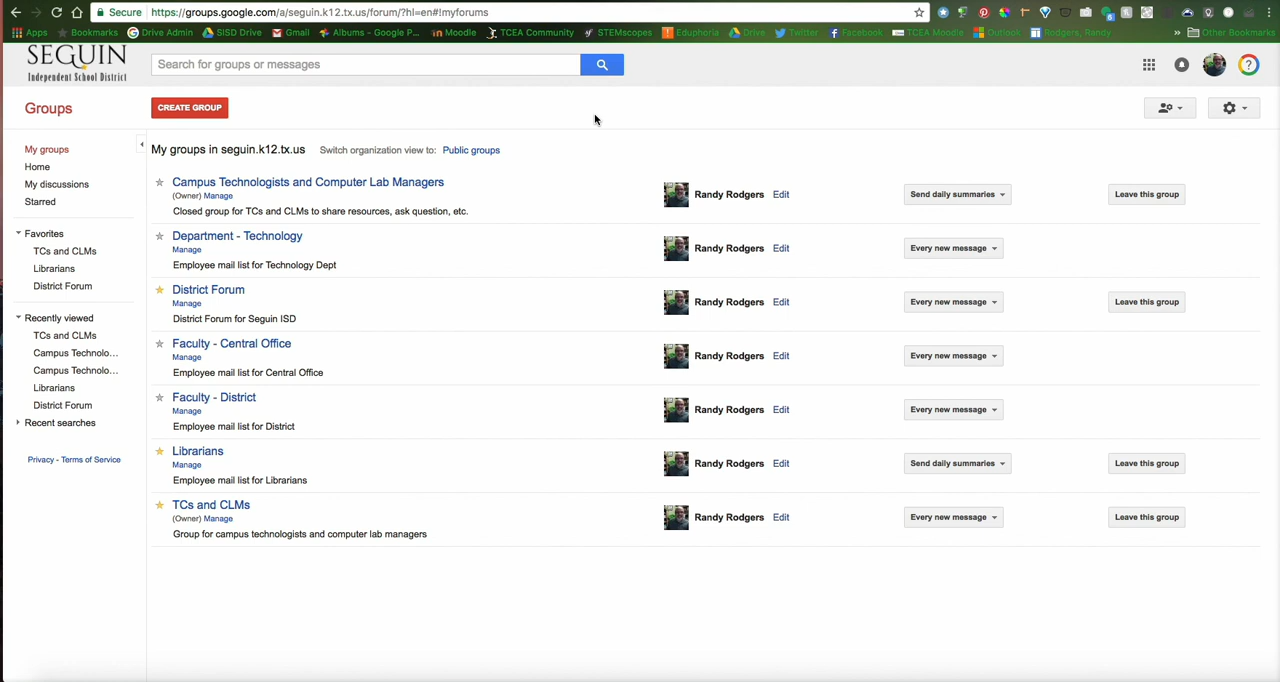 Secure https://groups.google.com/a/seguin.k12.tx.us/forum/?hl=en#!myforums
Apps Bookmarks Drive Admin SISD Drive Gmail Albums - Google P... Moodle TCEA Community STEMscopes Eduphoria Drive Twitter Facebook TCEA Moodle Outlook Rodgers, Randy » Other Bookmarks
SEGUIN
Independent School District
Search for groups or messages
Groups
CREATE GROUP
My groups
Home
My discussions
Starred
Favorites
TCs and CLMs
Librarians
District Forum
Recently viewed
TCs and CLMs
Campus Technolo...
Campus Technolo...
Librarians
District Forum
Recent searches
Privacy - Terms of Service
My groups in seguin.k12.tx.us Switch organization view to: Public groups
Campus Technologists and Computer Lab Managers
(Owner) Manage
Closed group for TCs and CLMs to share resources, ask question, etc.
Randy Rodgers Edit Send daily summaries Leave this group
Department - Technology
Manage
Employee mail list for Technology Dept
Randy Rodgers Edit Every new message
District Forum
Manage
District Forum for Seguin ISD
Randy Rodgers Edit Every new message Leave this group
Faculty - Central Office
Manage
Employee mail list for Central Office
Randy Rodgers Edit Every new message
Faculty - District
Manage
Employee mail list for District
Randy Rodgers Edit Every new message
Librarians
Manage
Employee mail list for Librarians
Randy Rodgers Edit Send daily summaries Leave this group
TCs and CLMs
(Owner) Manage
Group for campus technologists and computer lab managers
Randy Rodgers Edit Every new message Leave this group